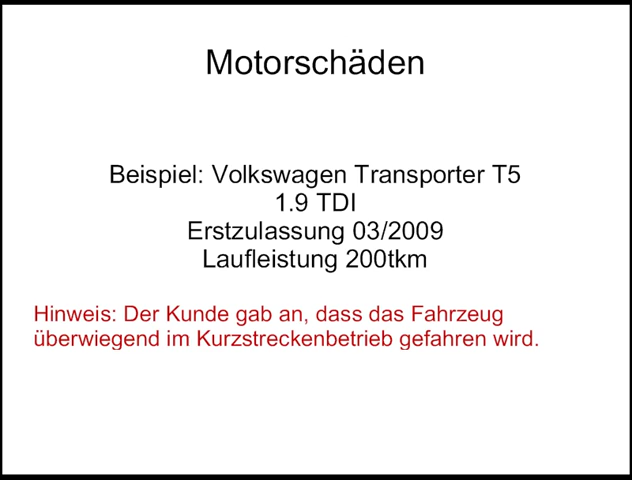 Motorschäden
Beispiel: Volkswagen Transporter T5
1.9 TDI
Erstzulassung 03/2009
Laufleistung 200tkm
Hinweis: Der Kunde gab an, dass das Fahrzeug
überwiegend im Kurzstreckenbetrieb gefahren wird.